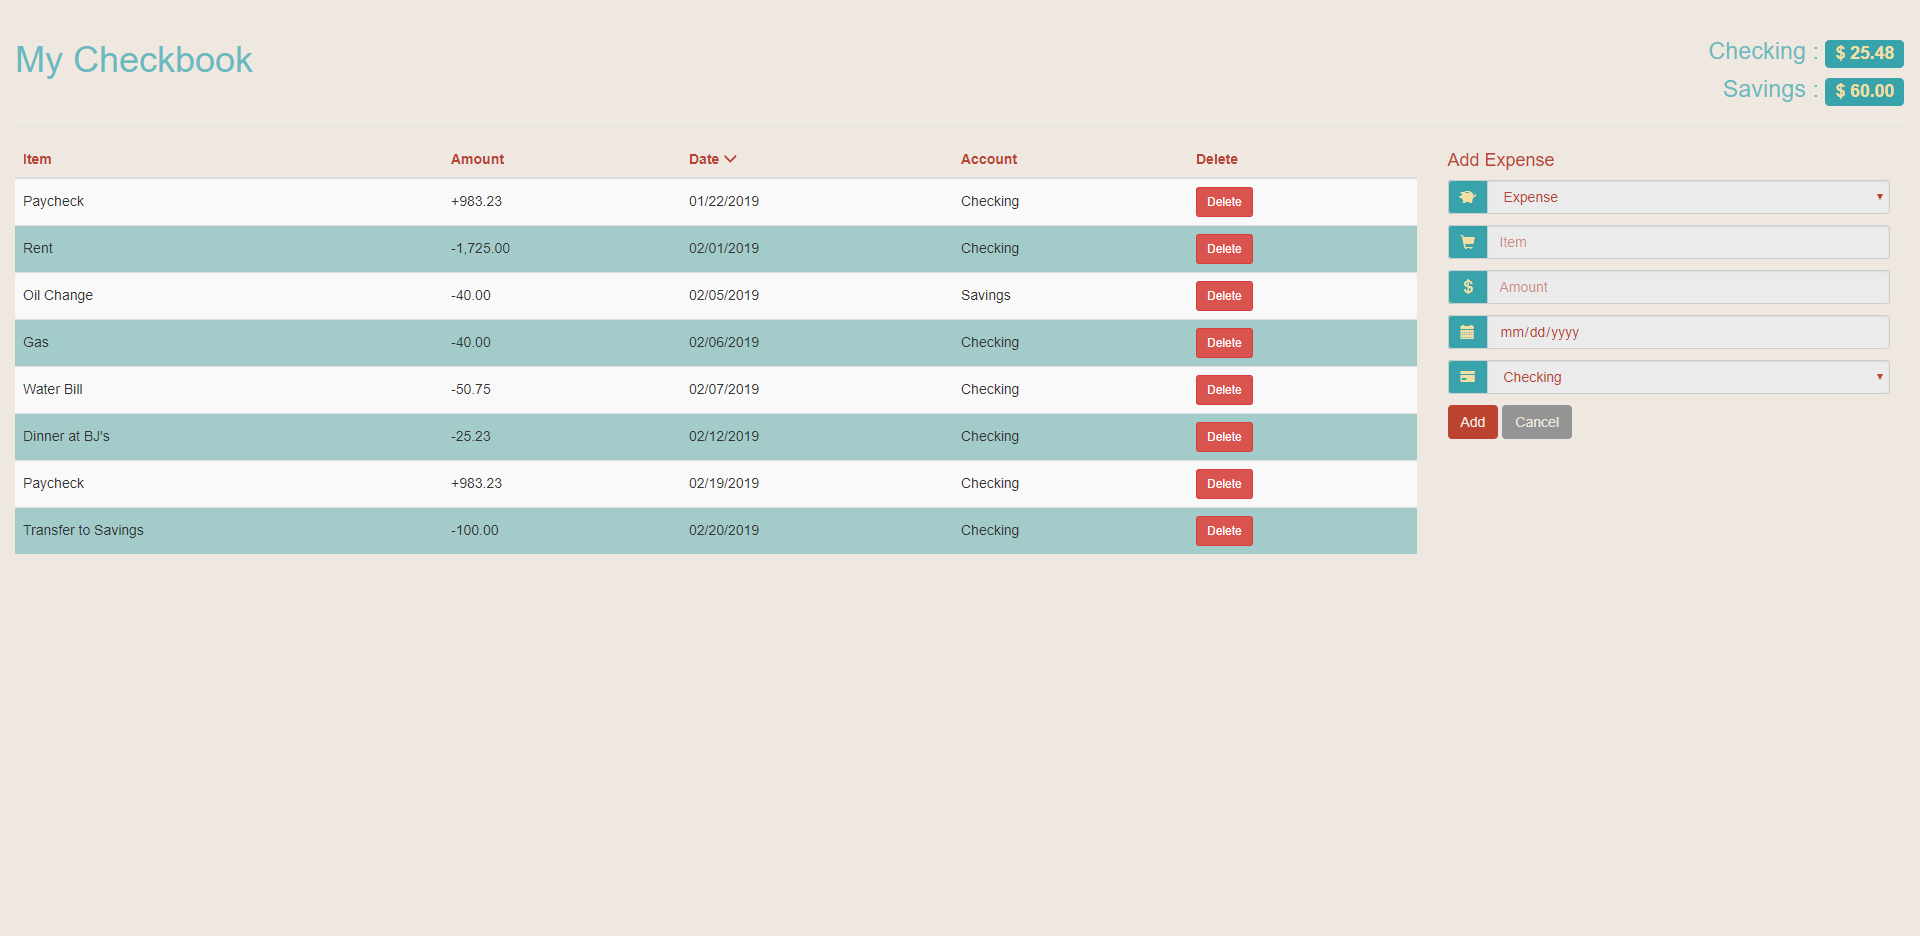 My Checkbook
Checking : $ 25.48
Savings : $ 60.00
Item Amount Date Account Delete
Paycheck +983.23 01/22/2019 Checking Delete
Rent -1,725.00 02/01/2019 Checking Delete
Oil Change -40.00 02/05/2019 Savings Delete
Gas -40.00 02/06/2019 Checking Delete
Water Bill -50.75 02/07/2019 Checking Delete
Dinner at BJ's -25.23 02/12/2019 Checking Delete
Paycheck +983.23 02/19/2019 Checking Delete
Transfer to Savings -100.00 02/20/2019 Checking Delete
Add Expense
Expense
Item
$ Amount
mm/dd/yyyy
Checking
Add Cancel